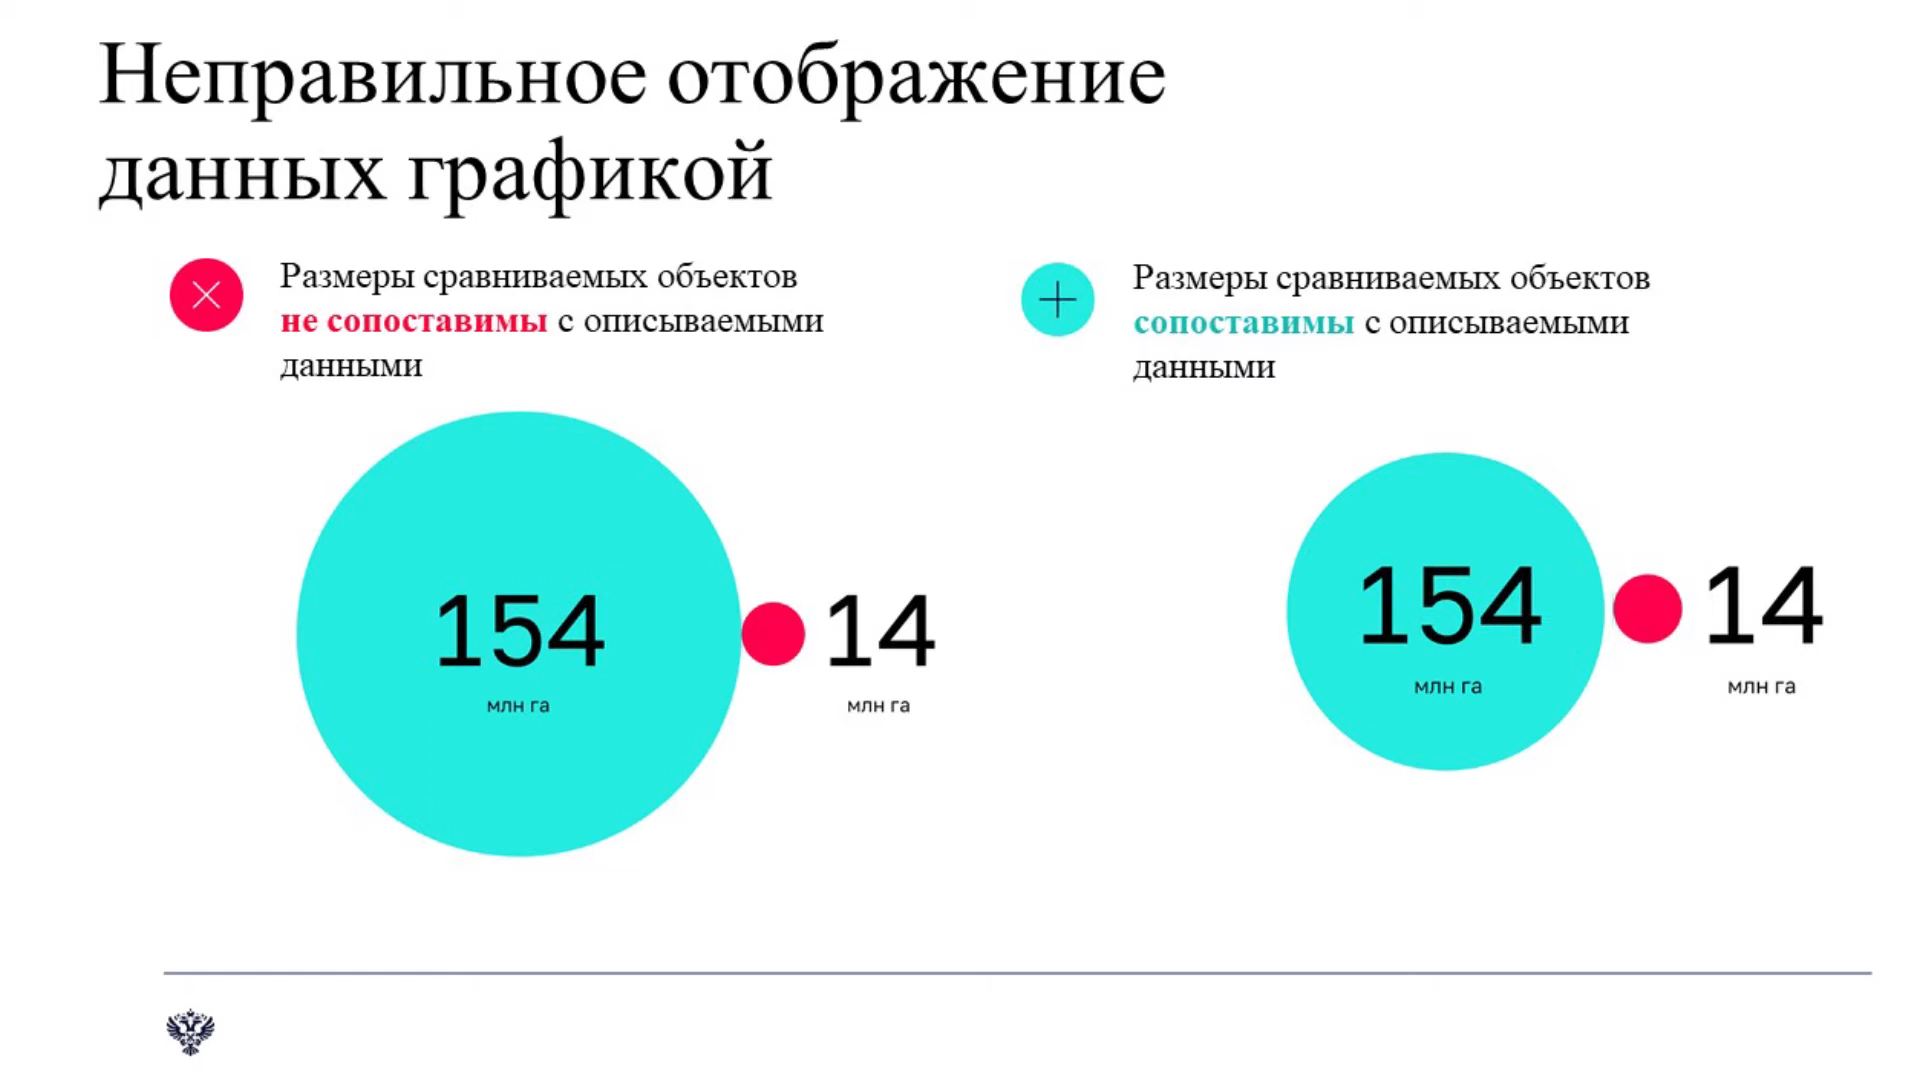 Неправильное отображение
данных графикой
Размеры сравниваемых объектов
не сопоставимы с описываемыми
данными
Размеры сравниваемых объектов
сопоставимы с описываемыми
данными
154
млн га
14
млн га
154
млн га
14
млн га